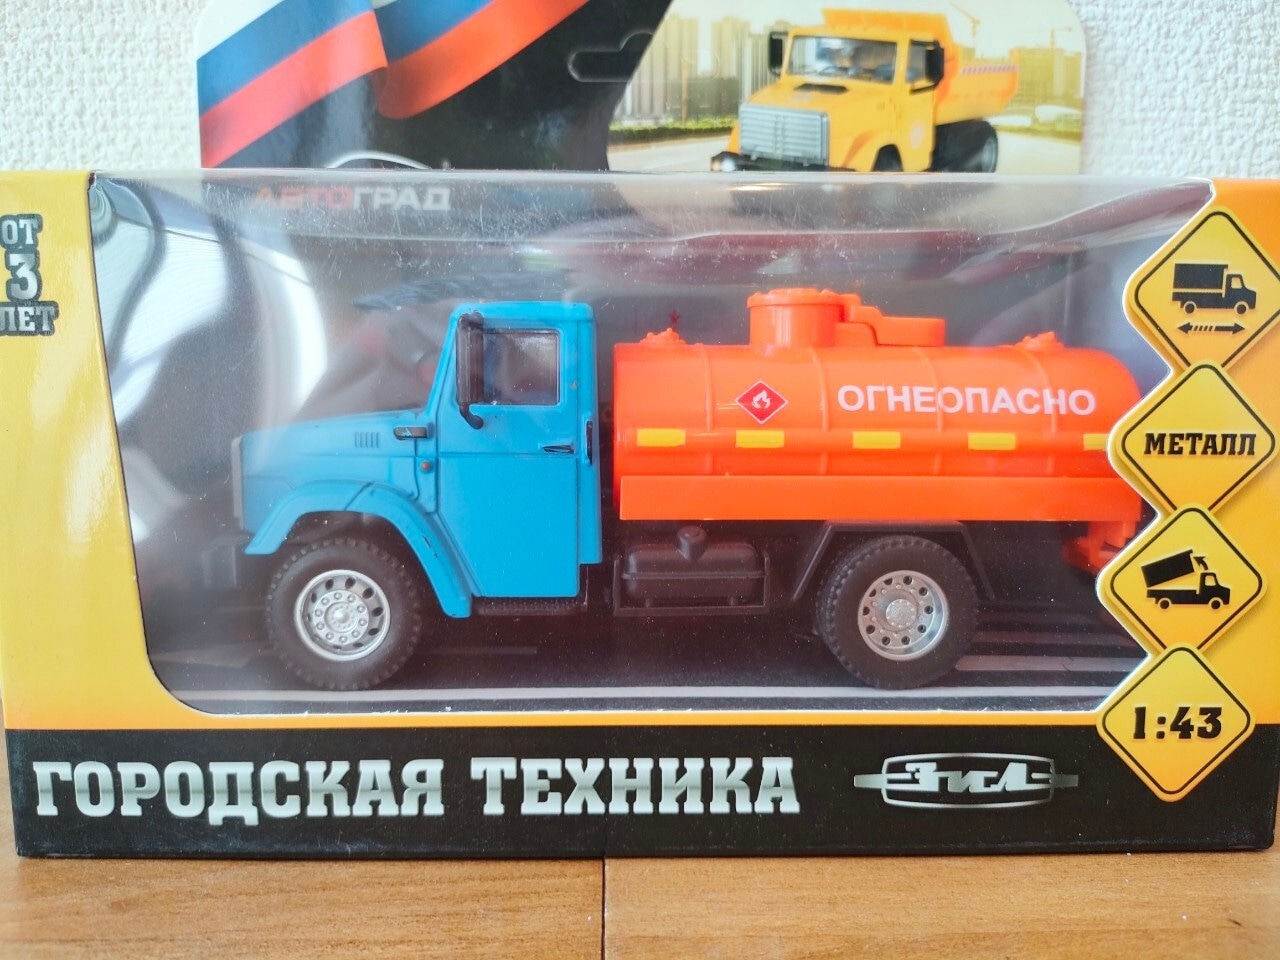 АВТОГРАД
ОТ
3
ЛЕТ
ОГНЕОПАСНО
МЕТАЛЛ
1:43
ГОРОДСКАЯ ТЕХНИКА
ЗИЛ